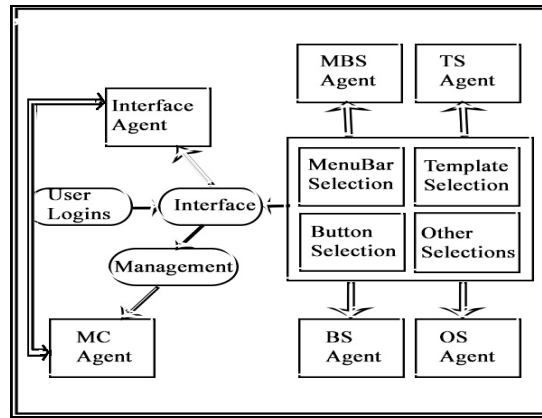 MBS
Agent
TS
Agent
Interface
Agent
MenuBar
Selection
Template
Selection
User
Logins
Interface
Button
Selection
Other
Selections
Management
MC
Agent
BS
Agent
OS
Agent